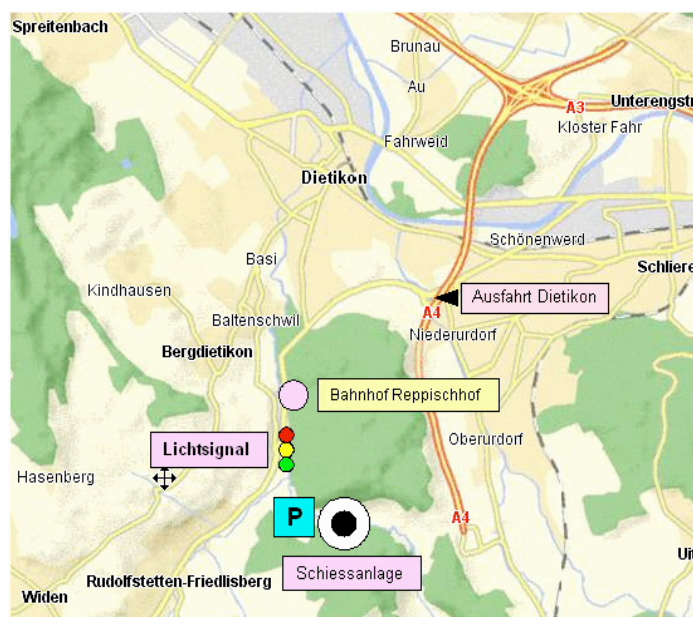 Spreitenbach
Brunau
Au
A3
Unterengstr
Kloster Fahr
Fahrweid
Dietikon
Schönenwerd
Basi
Schliere
Kindhausen
Ausfahrt Dietikon
A4
Baltenschwil
Niederurdorf
Bergdietikon
Bahnhof Reppischhof
Lichtsignal
Oberurdorf
Hasenberg
P
A4
Uit
Schiessanlage
Rudolfstetten-Friedlisberg
Widen